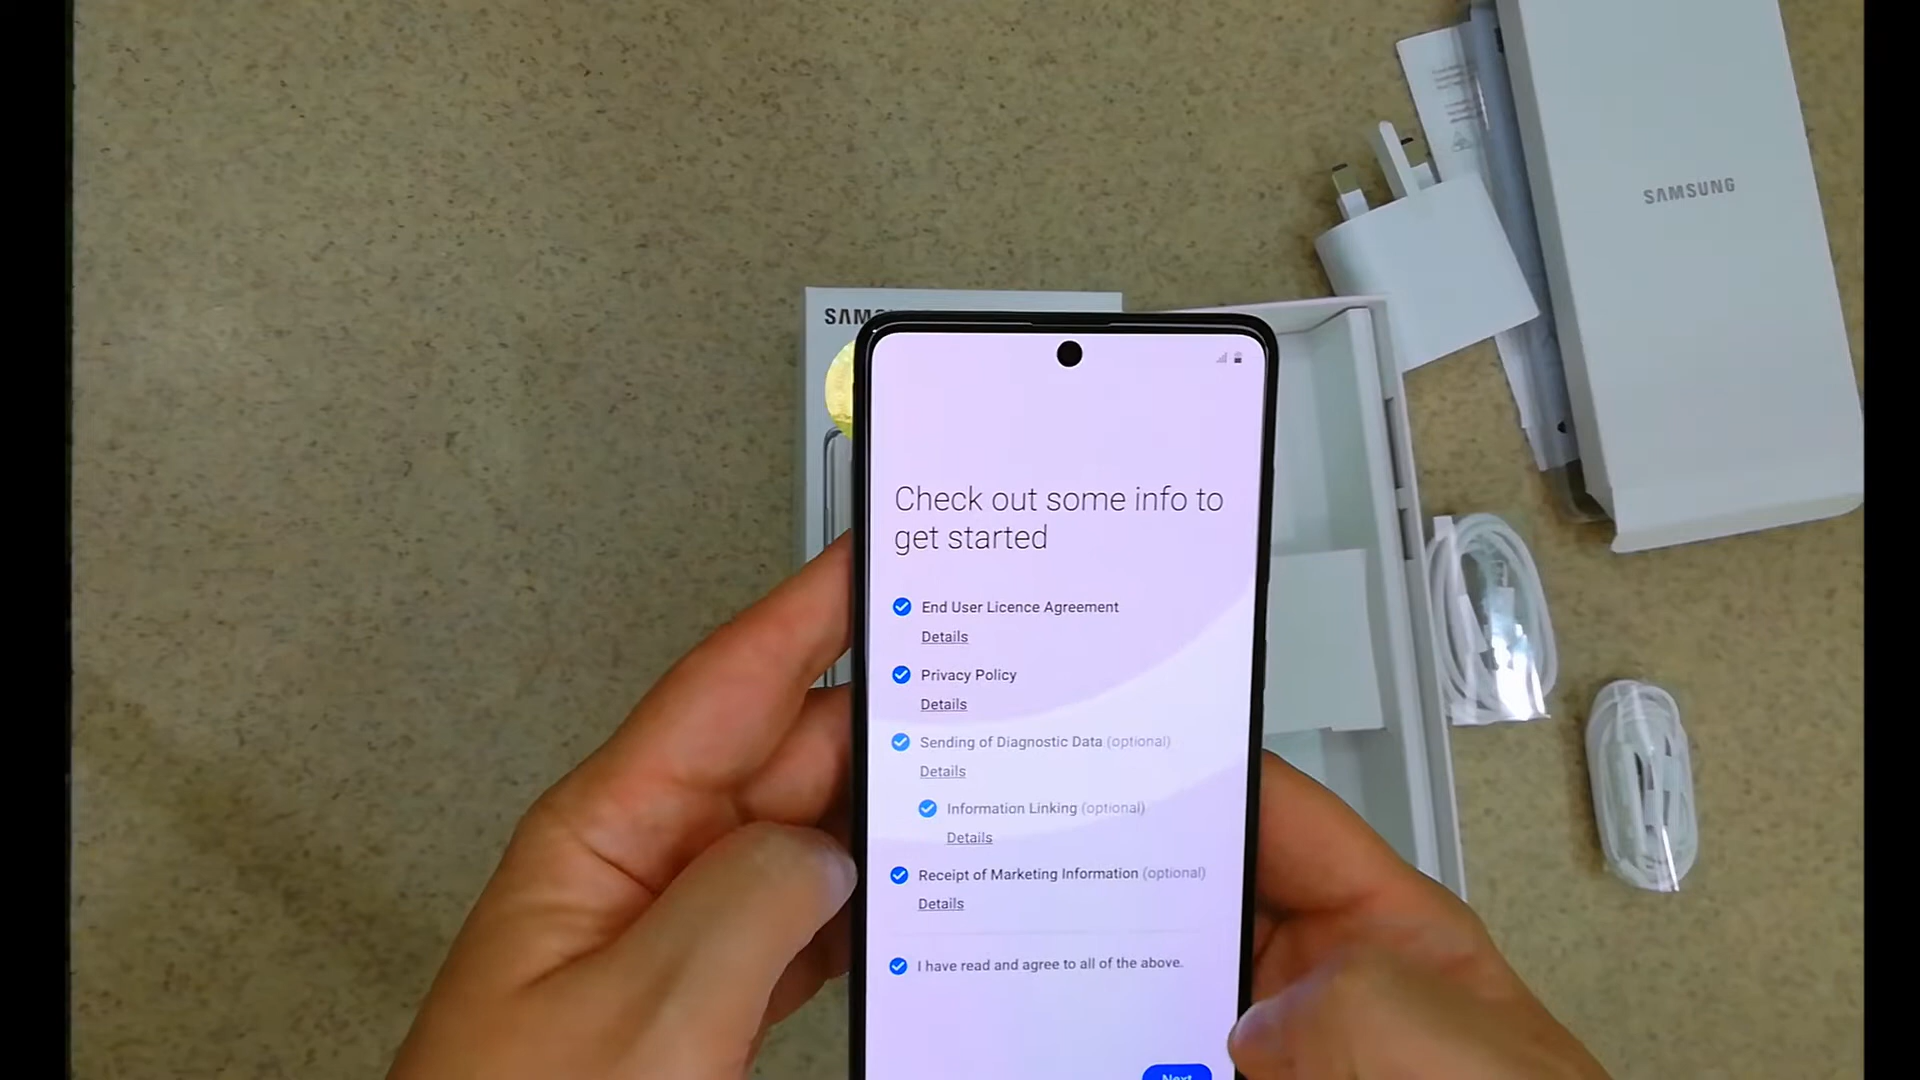 SAMSUNG
SAMS
Check out some info to
get started
End User Licence Agreement
Details
Privacy Policy
Details
Sending of Diagnostic Data (optional)
Details
Information Linking (optional)
Details
Receipt of Marketing Information (optional)
Details
I have read and agree to all of the above.
Next